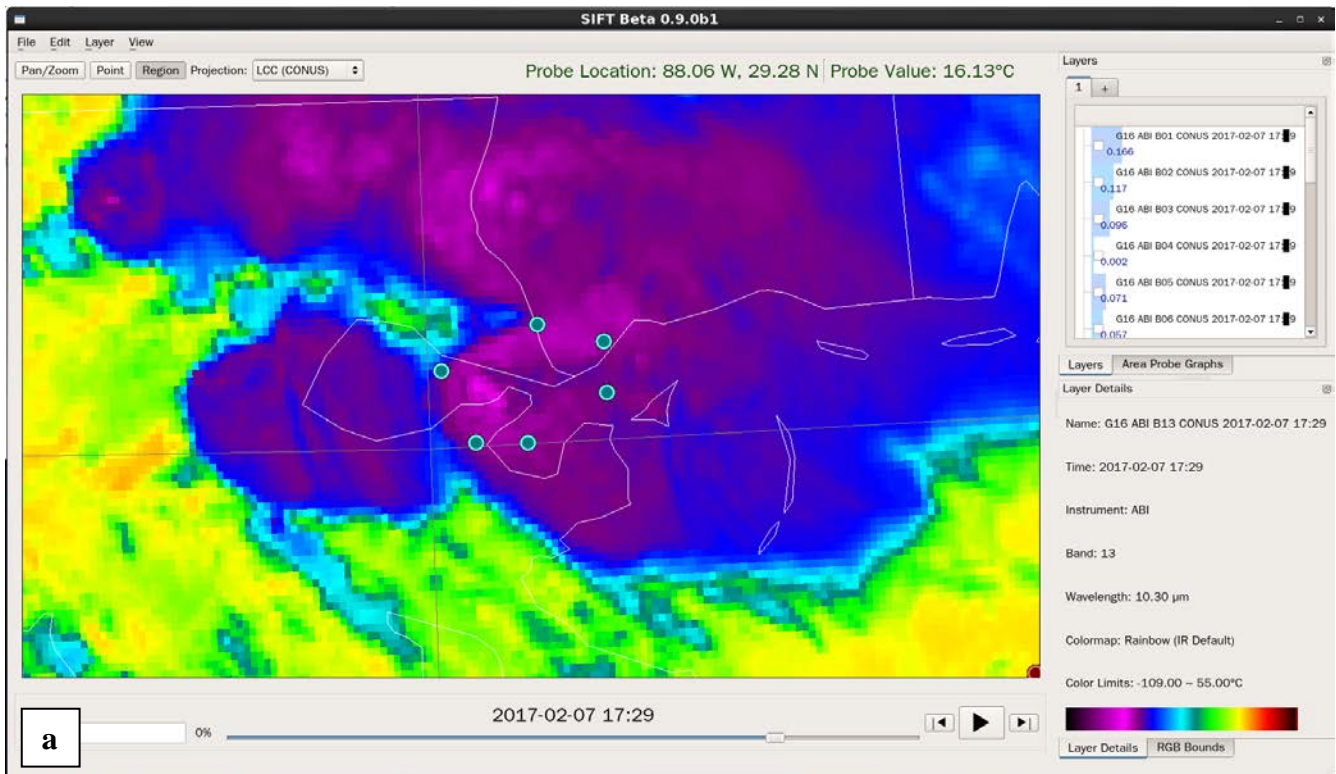 SIFT Beta 0.9.0b1
File Edit Layer View
Pan/Zoom Point Region Projection: LCC (CONUS)
Probe Location: 88.06 W, 29.28 N Probe Value: 16.13°C
Layers
1 +
G16 ABI B01 CONUS 2017-02-07 17: 9
0.166
G16 ABI B02 CONUS 2017-02-07 17: 9
0.117
G16 ABI B03 CONUS 2017-02-07 17: 9
0.096
G16 ABI B04 CONUS 2017-02-07 17: 9
0.002
G16 ABI B05 CONUS 2017-02-07 17: 9
0.071
G16 ABI B06 CONUS 2017-02-07 17: 9
0.057
Layers Area Probe Graphs
Layer Details
Name: G16 ABI B13 CONUS 2017-02-07 17:29
Time: 2017-02-07 17:29
Instrument: ABI
Band: 13
Wavelength: 10.30 µm
Colormap: Rainbow (IR Default)
Color Limits: -109.00 ~ 55.00°C
Layer Details RGB Bounds
2017-02-07 17:29
0%
a